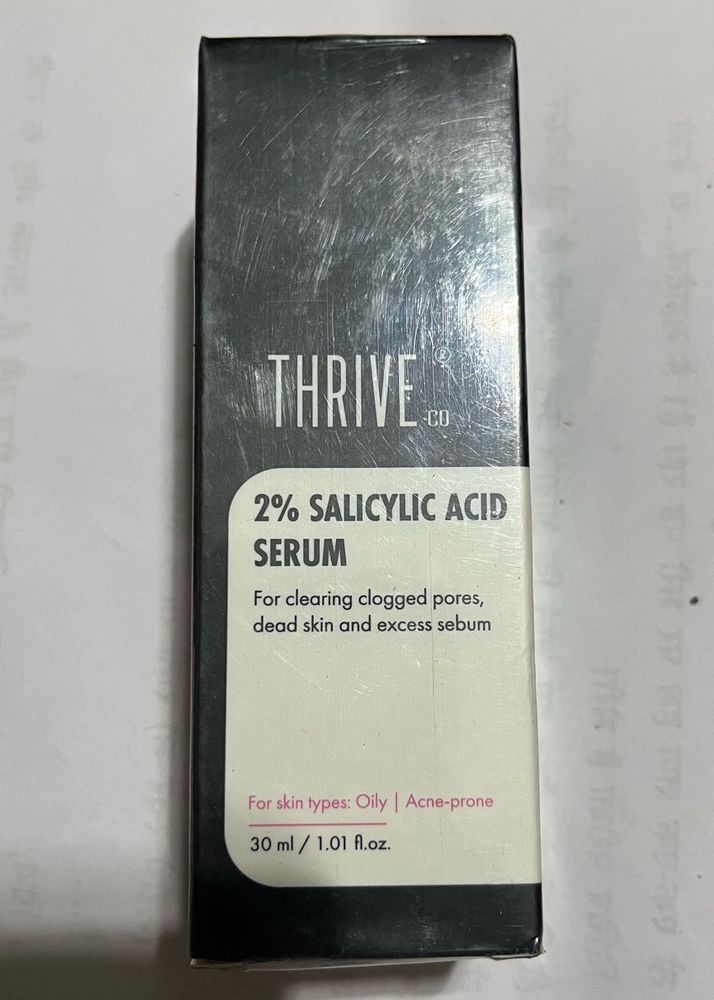 THRIVE®
CO
2% SALICYLIC ACID
SERUM
For clearing clogged pores,
dead skin and excess sebum
For skin types: Oily | Acne-prone
30 ml / 1.01 fl.oz.